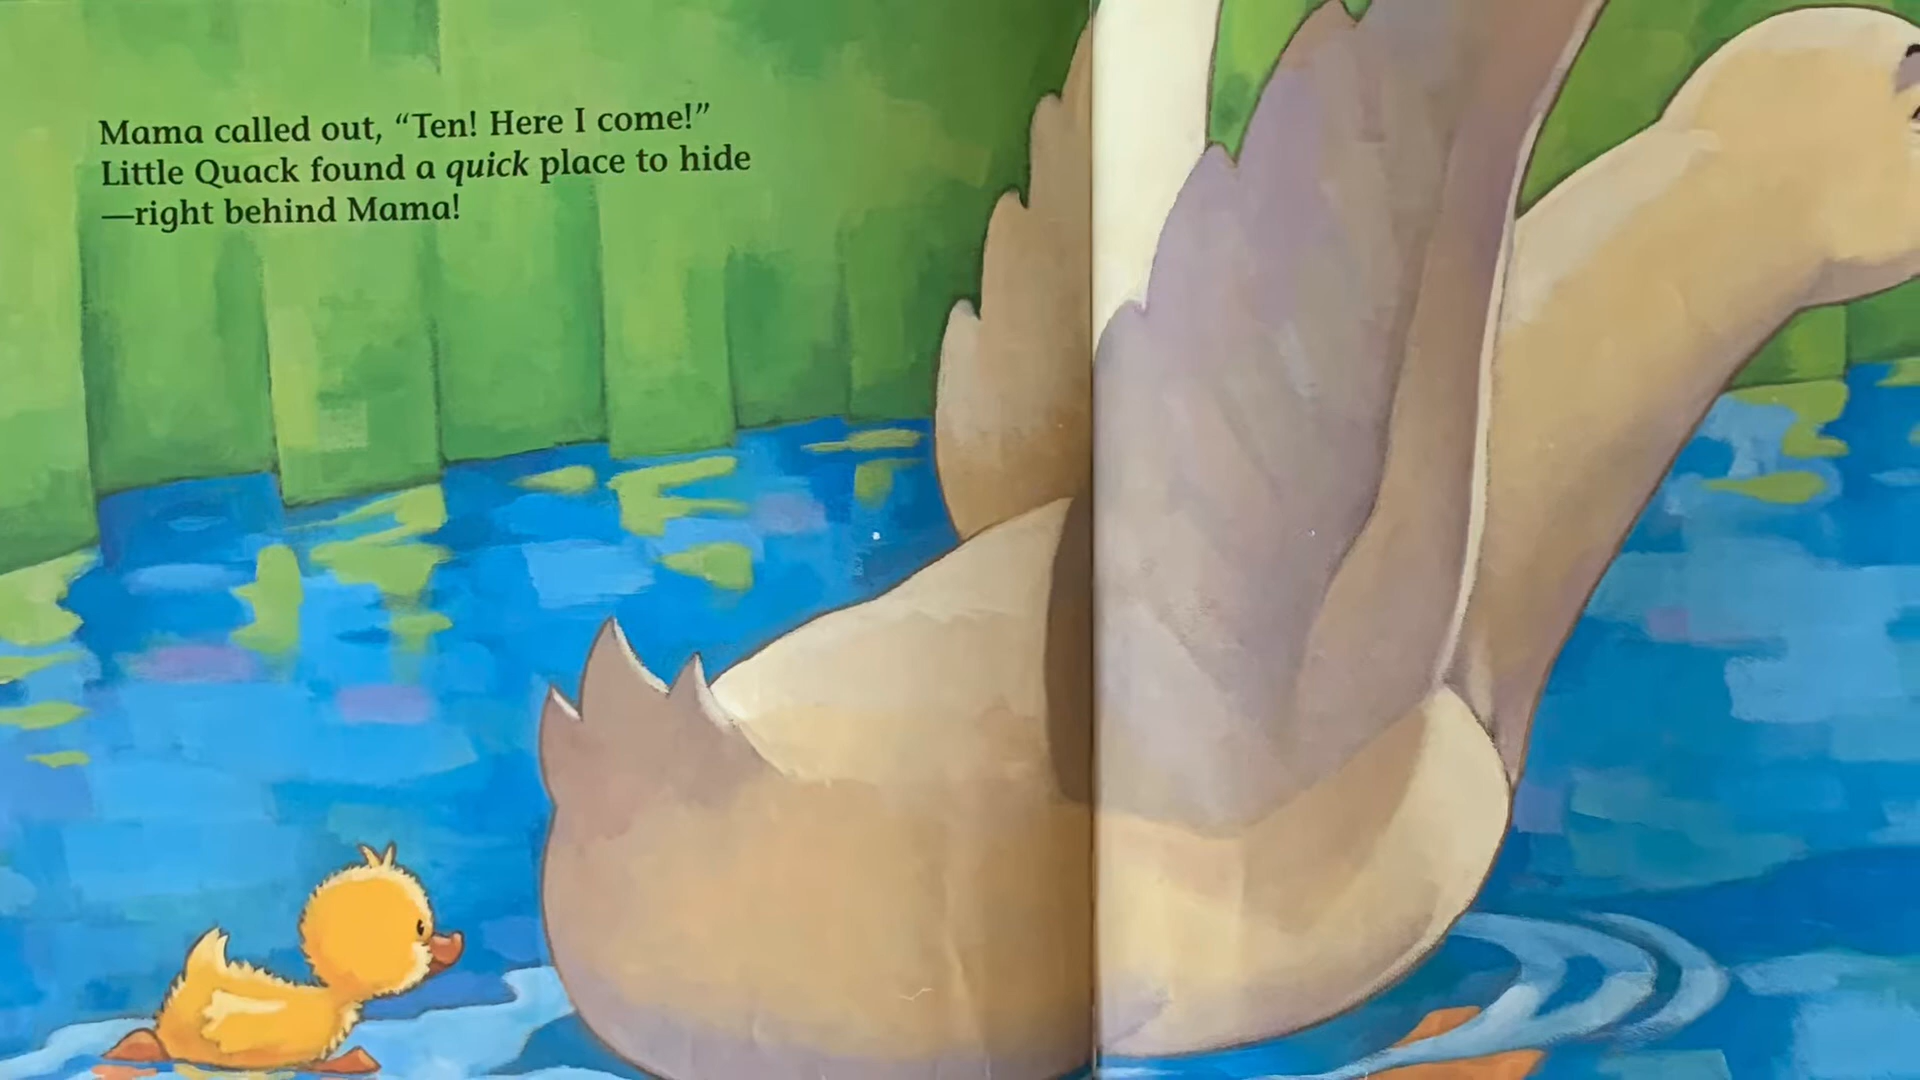 Mama called out, “Ten! Here I come!”
Little Quack found a quick place to hide
—right behind Mama!